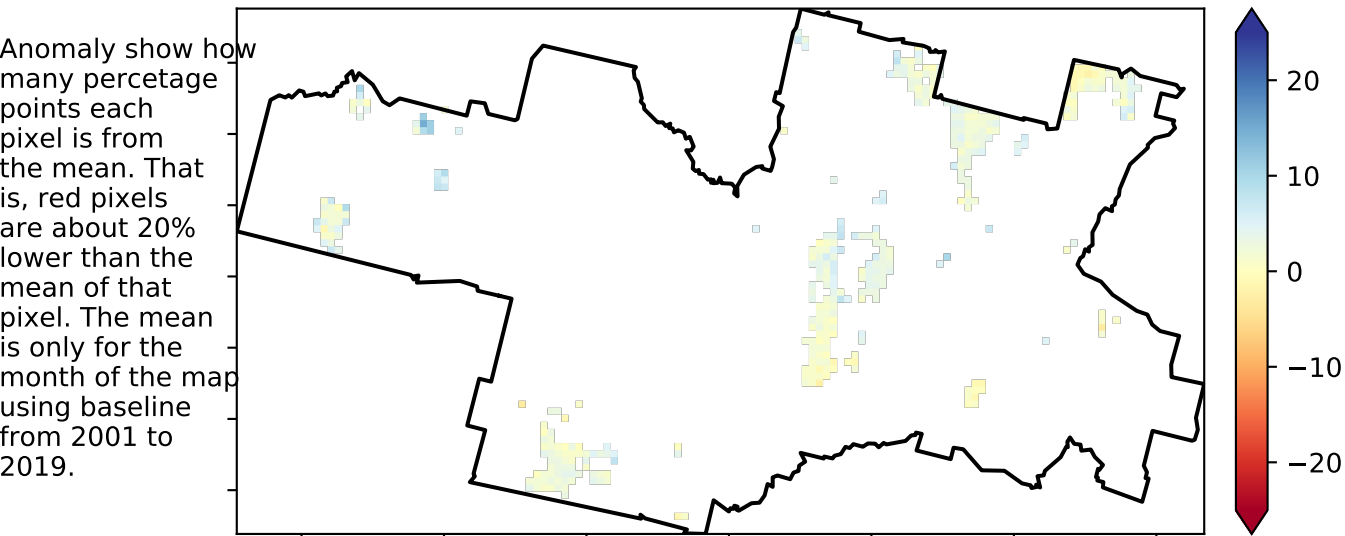 Anomaly show how
many percetage
points each
pixel is from
the mean. That
is, red pixels
are about 20%
lower than the
mean of that
pixel. The mean
is only for the
month of the map
using baseline
from 2001 to
2019.
20
10
0
−10
−20